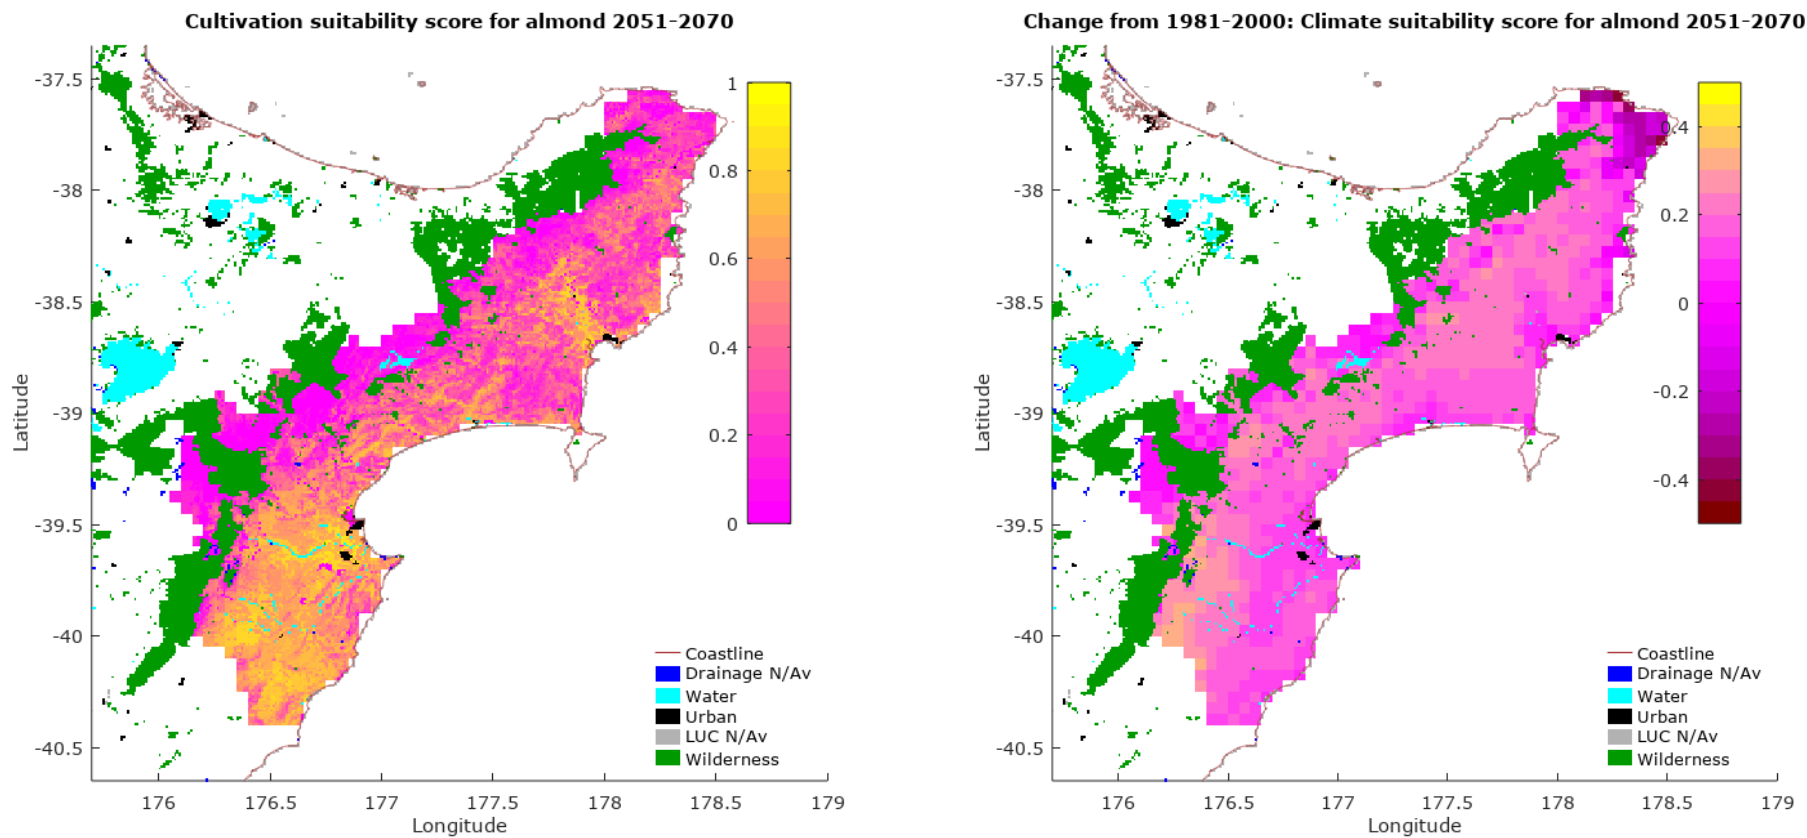 Cultivation suitability score for almond 2051-2070
-37.5
-38
-38.5
-39
-39.5
-40
-40.5
Latitude
176
176.5
177
177.5
178
178.5
179
Longitude
1
0.8
0.6
0.4
0.2
0
Coastline
Drainage N/Av
Water
Urban
LUC N/Av
Wilderness
Change from 1981-2000: Climate suitability score for almond 2051-2070
-37.5
-38
-38.5
-39
-39.5
-40
-40.5
Latitude
176
176.5
177
177.5
178
178.5
179
Longitude
0.4
0.2
0
-0.2
-0.4
Coastline
Drainage N/Av
Water
Urban
LUC N/Av
Wilderness